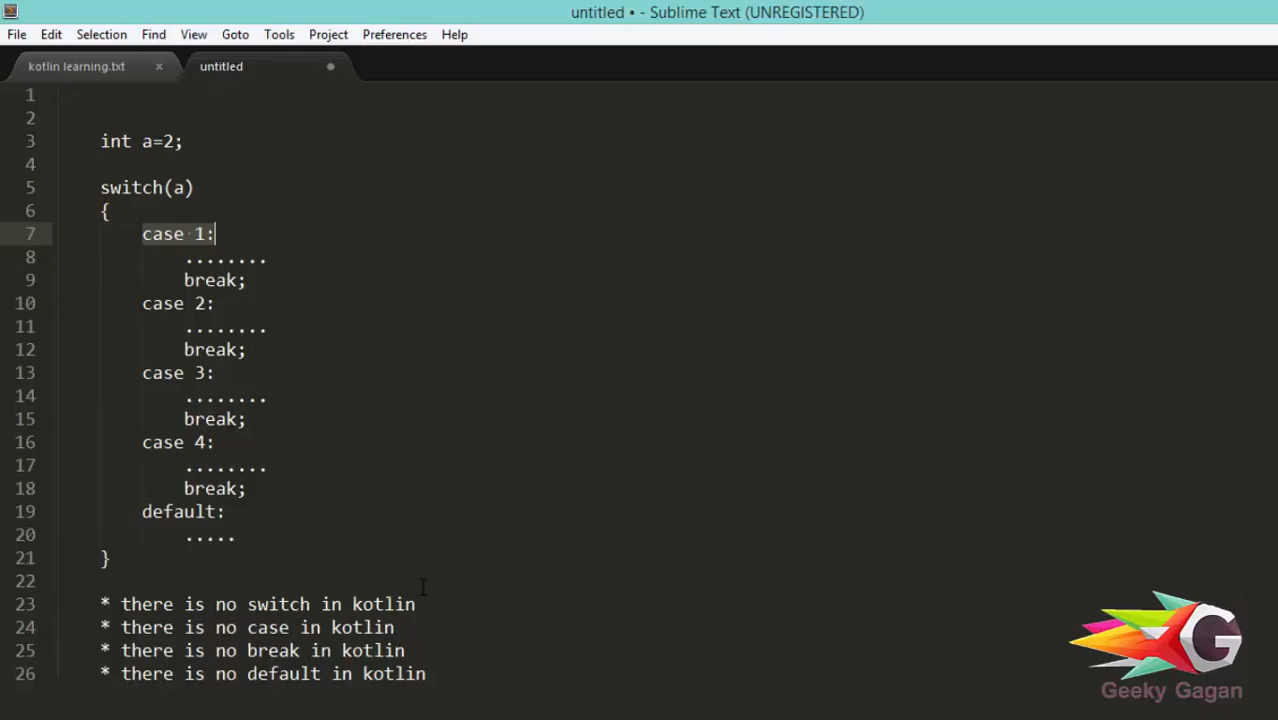 untitled • - Sublime Text (UNREGISTERED)
File Edit Selection Find View Goto Tools Project Preferences Help
kotlin learning.txt × untitled
1
2
3 int a=2;
4
5 switch(a)
6 {
7 case 1:
8 ........
9 break;
10 case 2:
11 ........
12 break;
13 case 3:
14 ........
15 break;
16 case 4:
17 ........
18 break;
19 default:
20 .....
21 }
22
23 * there is no switch in kotlin
24 * there is no case in kotlin
25 * there is no break in kotlin
26 * there is no default in kotlin
G
Geeky Gagan